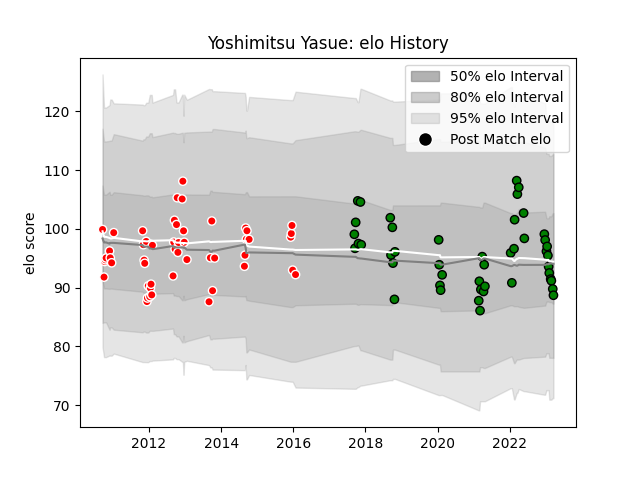 Yoshimitsu Yasue: elo History
50% elo Interval
80% elo Interval
95% elo Interval
Post Match elo
elo score
120
110
100
90
80
70
2012
2014
2016
2018
2020
2022